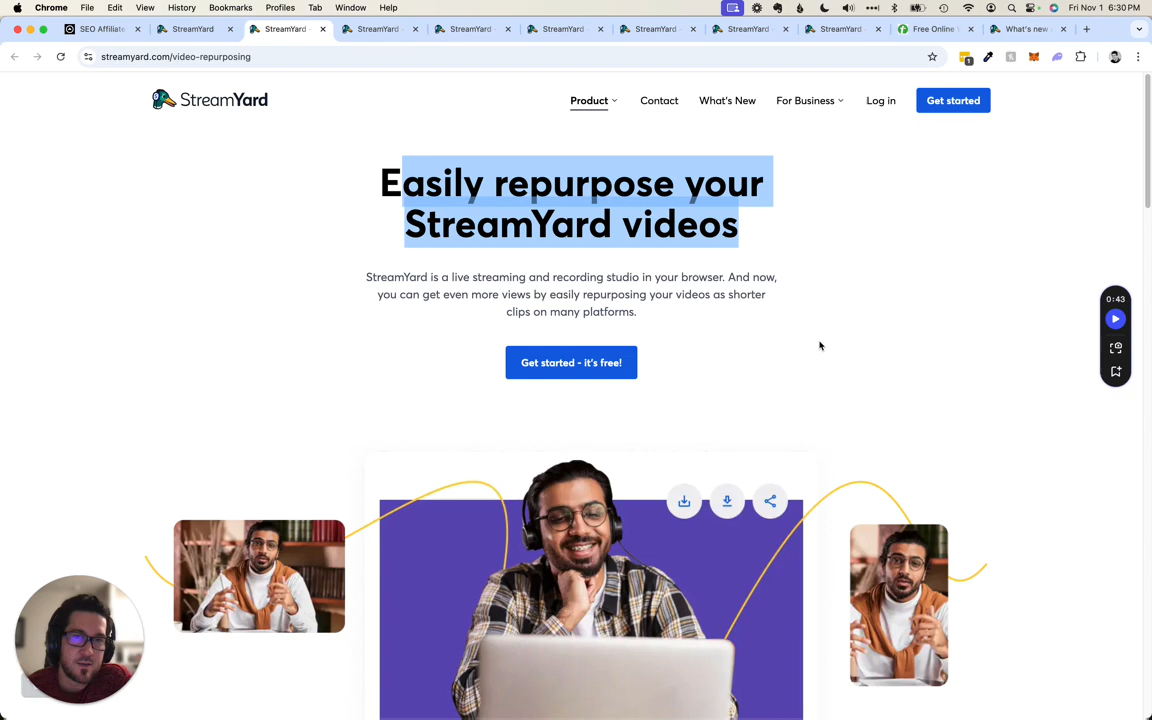 Chrome File Edit View History Bookmarks Profiles Tab Window Help Fri Nov 1 6:30 PM
SEO Affiliate StreamYard StreamYard - StreamYard - StreamYard - StreamYard - StreamYard - StreamYard - StreamYard - Free Online What's new
streamyard.com/video-repurposing
1
StreamYard Product Contact What's New For Business Log in Get started
Easily repurpose your
StreamYard videos
StreamYard is a live streaming and recording studio in your browser. And now,
you can get even more views by easily repurposing your videos as shorter
clips on many platforms.
Get started - it's free!
0:43